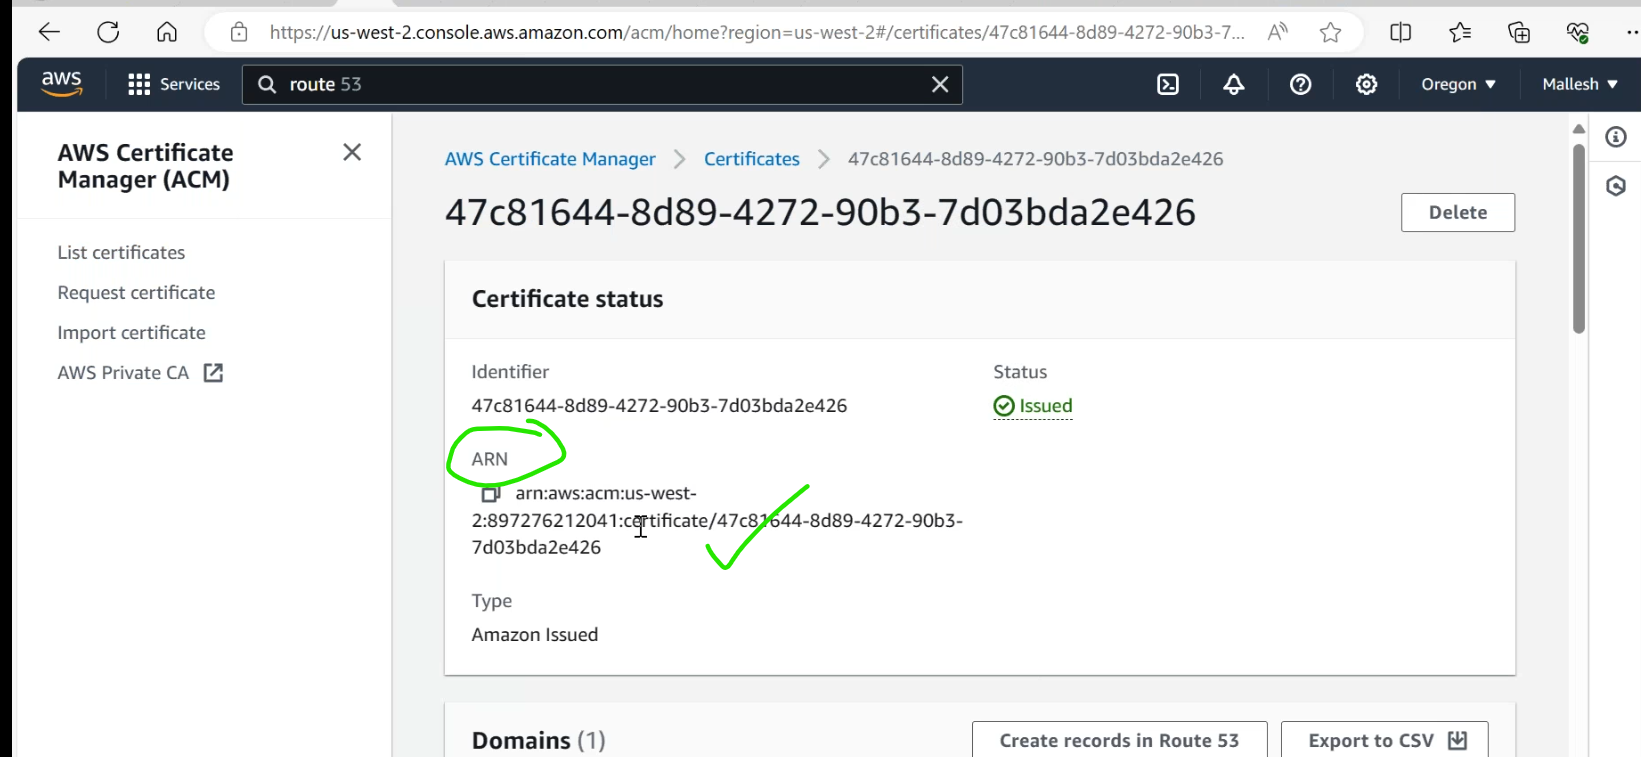 https://us-west-2.console.aws.amazon.com/acm/home?region=us-west-2#/certificates/47c81644-8d89-4272-90b3-7...
aws
Services
route 53
Oregon
Mallesh
AWS Certificate
Manager (ACM)
List certificates
Request certificate
Import certificate
AWS Private CA
AWS Certificate Manager > Certificates > 47c81644-8d89-4272-90b3-7d03bda2e426
47c81644-8d89-4272-90b3-7d03bda2e426
Delete
Certificate status
Identifier
47c81644-8d89-4272-90b3-7d03bda2e426
Status
Issued
ARN
arn:aws:acm:us-west-
2:897276212041:certificate/47c81644-8d89-4272-90b3-
7d03bda2e426
Type
Amazon Issued
Domains (1)
Create records in Route 53
Export to CSV